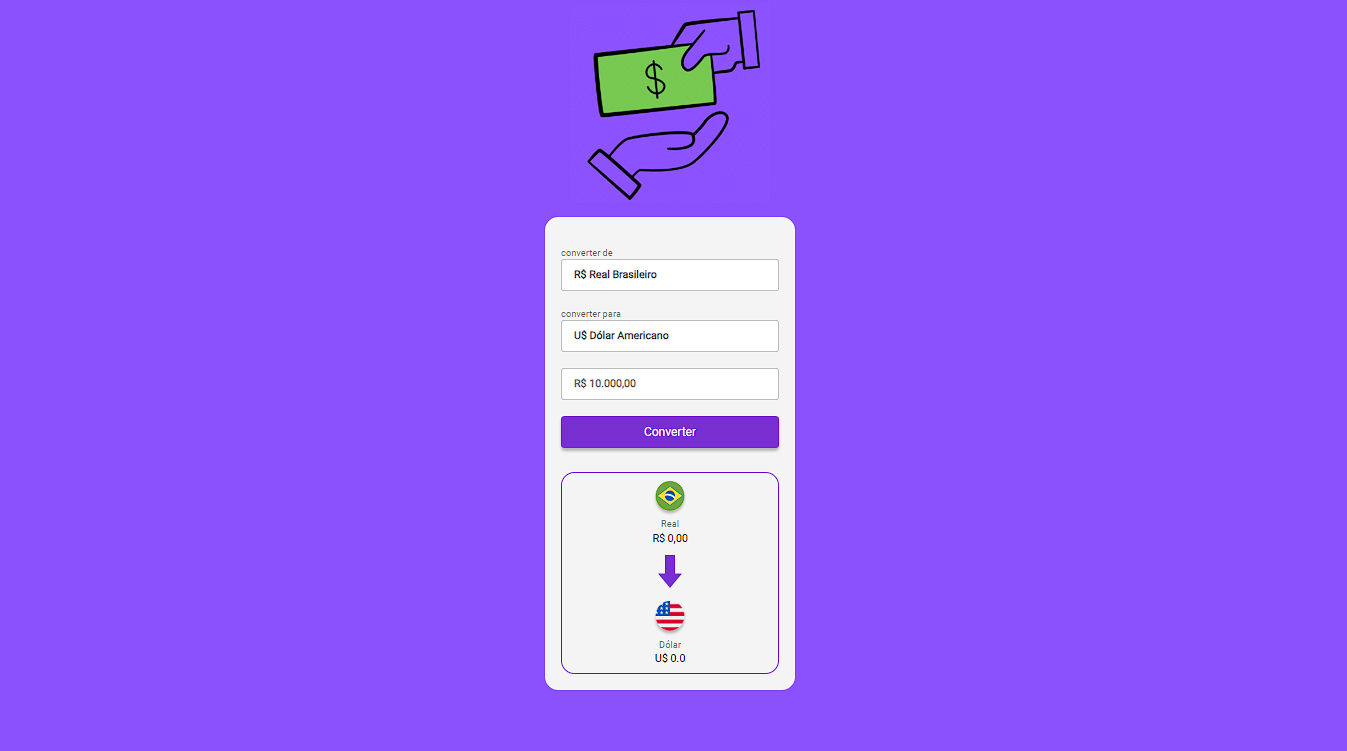 $
converter de
R$ Real Brasileiro
converter para
U$ Dólar Americano
R$ 10.000,00
Converter
Real
R$ 0,00
Dólar
U$ 0.0